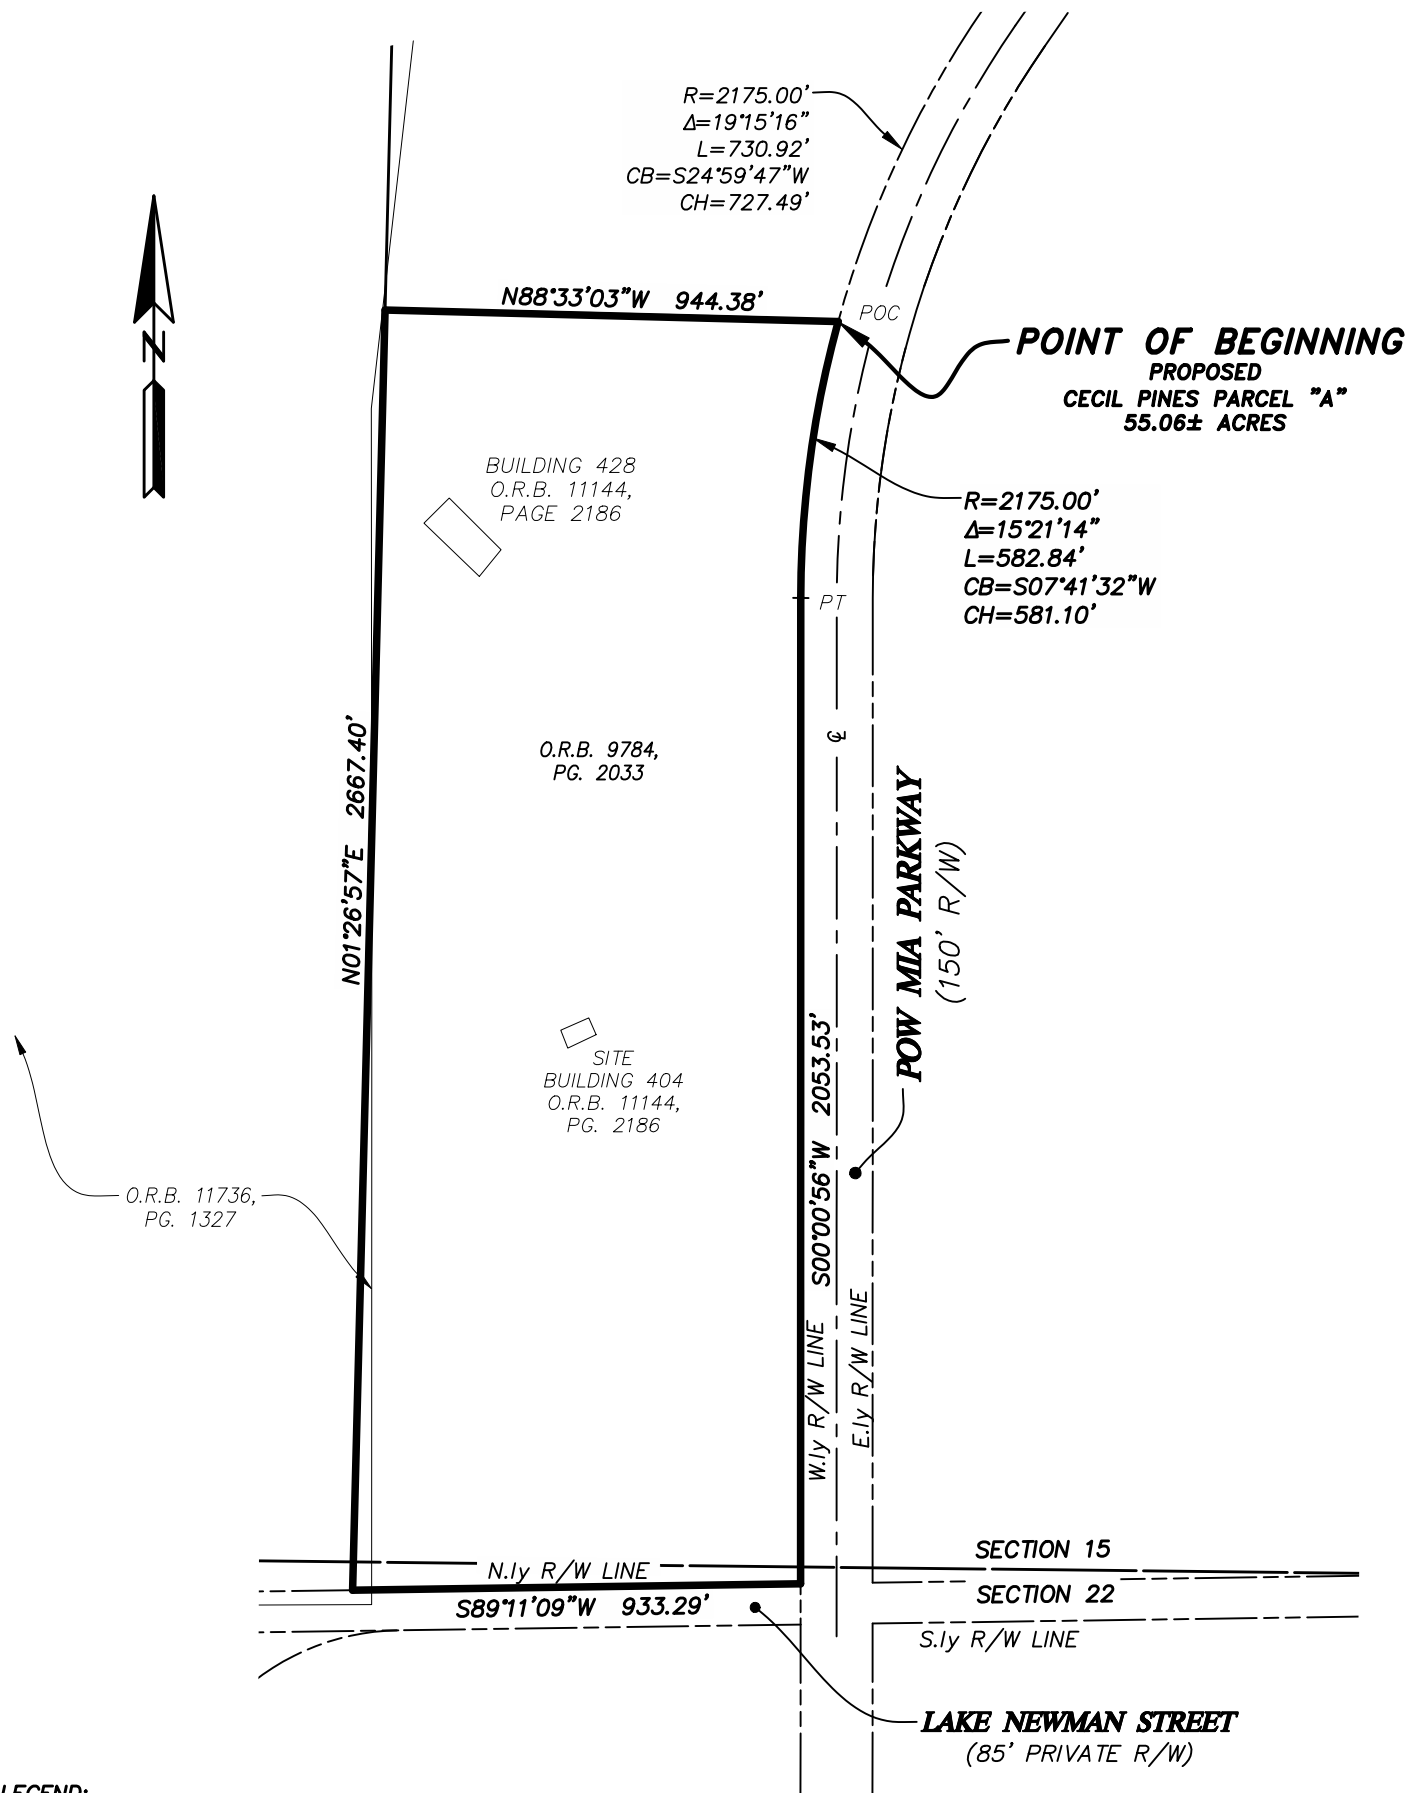 R=2175.00'
Δ=19°15'16"
L=730.92'
CB=S24°59'47"W
CH=727.49'
N88°33'03"W 944.38'
POC
POINT OF BEGINNING
PROPOSED
CECIL PINES PARCEL "A"
55.06± ACRES
N
BUILDING 428
O.R.B. 11144,
PAGE 2186
R=2175.00'
Δ=15°21'14"
L=582.84'
CB=S07°41'32"W
CH=581.10'
PT
O.R.B. 9784,
PG. 2033
N01°26'57"E 2667.40'
POW MIA PARKWAY
(150' R/W)
SITE
BUILDING 404
O.R.B. 11144,
PG. 2186
S00°00'56"W 2053.53'
O.R.B. 11736,
PG. 1327
W.ly R/W LINE
E.ly R/W LINE
SECTION 15
N.ly R/W LINE
SECTION 22
S89°11'09"W 933.29'
S.ly R/W LINE
LAKE NEWMAN STREET
(85' PRIVATE R/W)
LEGEND: